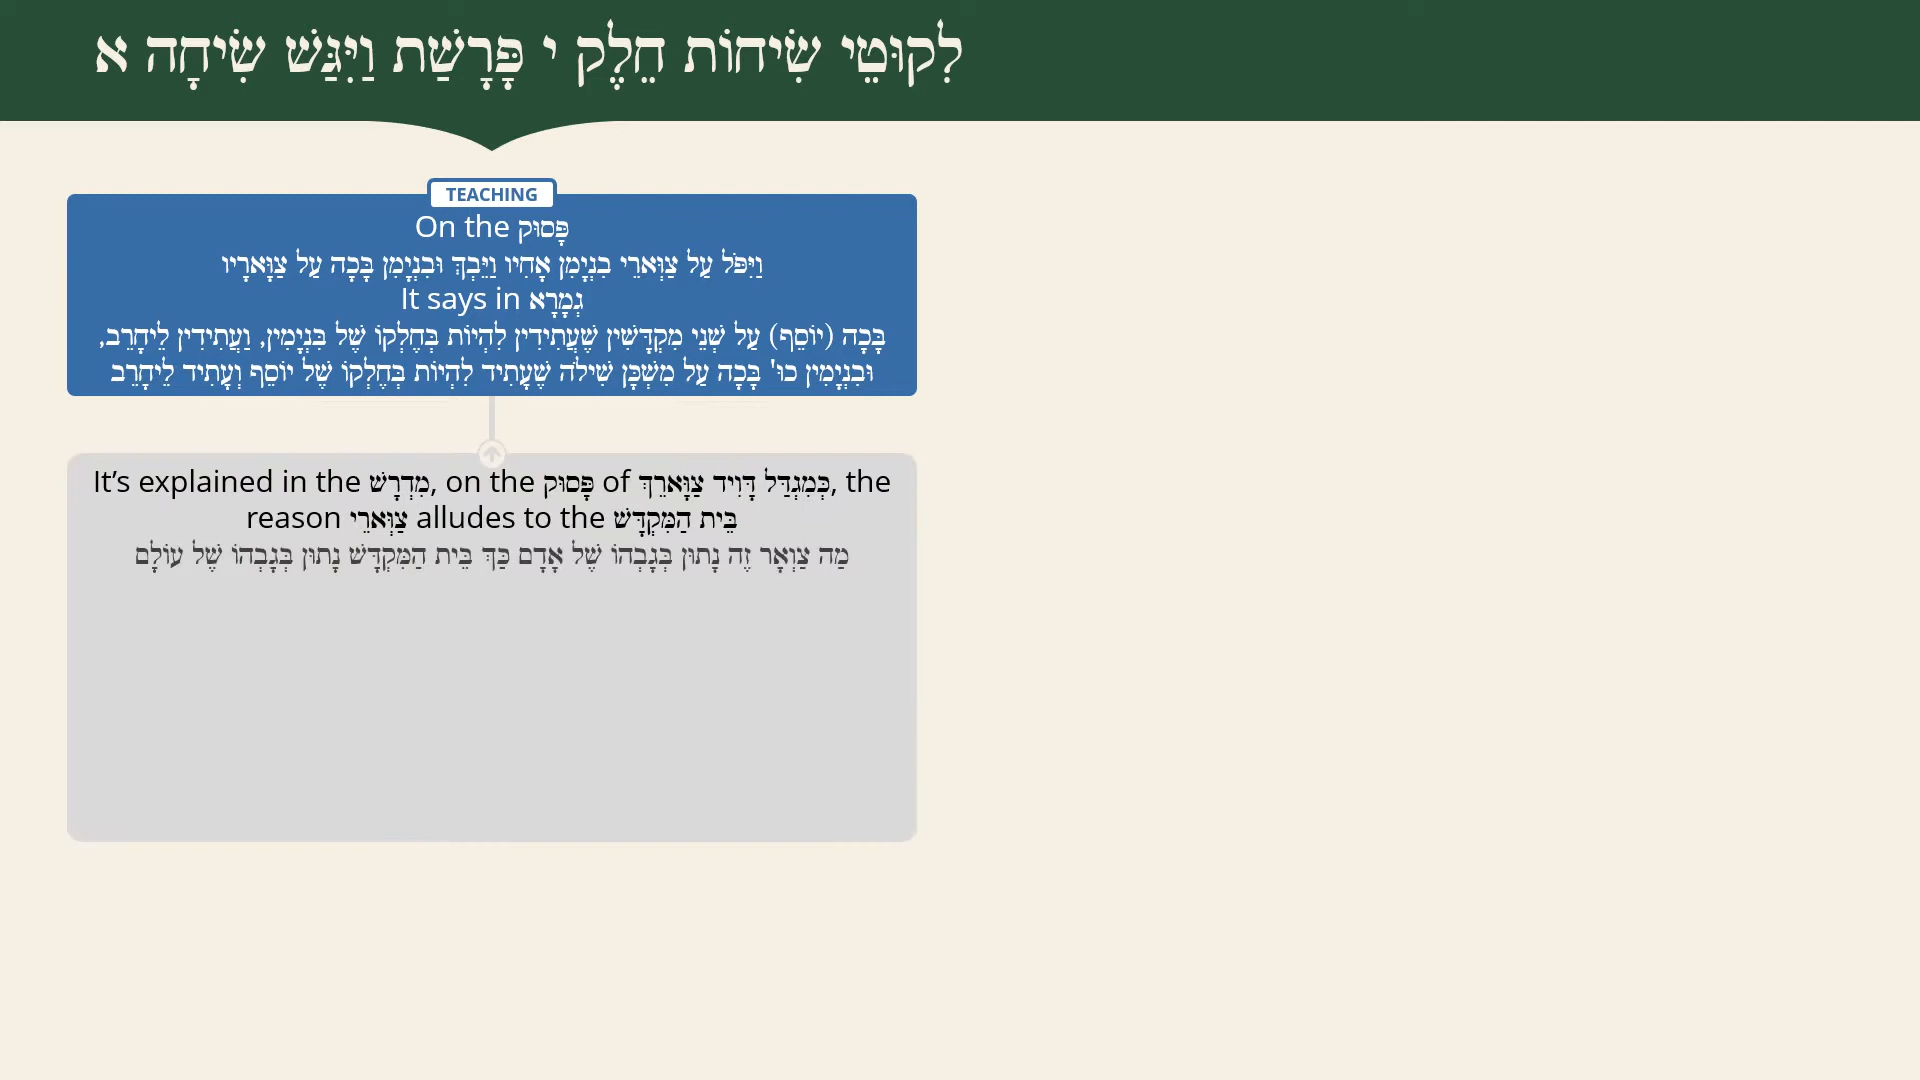 לִקוּטֵי שִׂיחוֹת חֵלֶק י פָּרָשַׁת וַיִּגַּשׁ שִׂיחָה א
TEACHING
On the פָּסוּק
וַיִּפֹּל עַל צַוְּארֵי בִנְיָמִן אָחִיו וַיֵּבְךְּ וּבִנְיָמִן בָּכָה עַל צַוָּארָיו
It says in גְּמָרָא
בָּכָה (יוֹסֵף) עַל שְׁנֵי מִקְדָּשִׁין שֶׁעֲתִידִין לִהְיוֹת בְּחֶלְקוֹ שֶׁל בִּנְיָמִין, וַעֲתִידִין לֵיחָרֵב,
וּבִנְיָמִין כוּ' בָּכָה עַל מִשְׁכָּן שִׁילֹה שֶׁעָתִיד לִהְיוֹת בְּחֶלְקוֹ שֶׁל יוֹסֵף וְעָתִיד לֵיחָרֵב
It’s explained in the מִדְרָשׁ, on the פָּסוּק of כְּמִגְדַּל דָּוִיד צַוָּארֵךְ, the
reason צַוְּארֵי alludes to the בֵּית הַמִּקְדָּשׁ
מַה צַוְאָר זֶה נָתוּן בְּגָבְהוֹ שֶׁל אָדָם כַּךְ בֵּית הַמִּקְדָּשׁ נָתוּן בְּגָבְהוֹ שֶׁל עוֹלָם